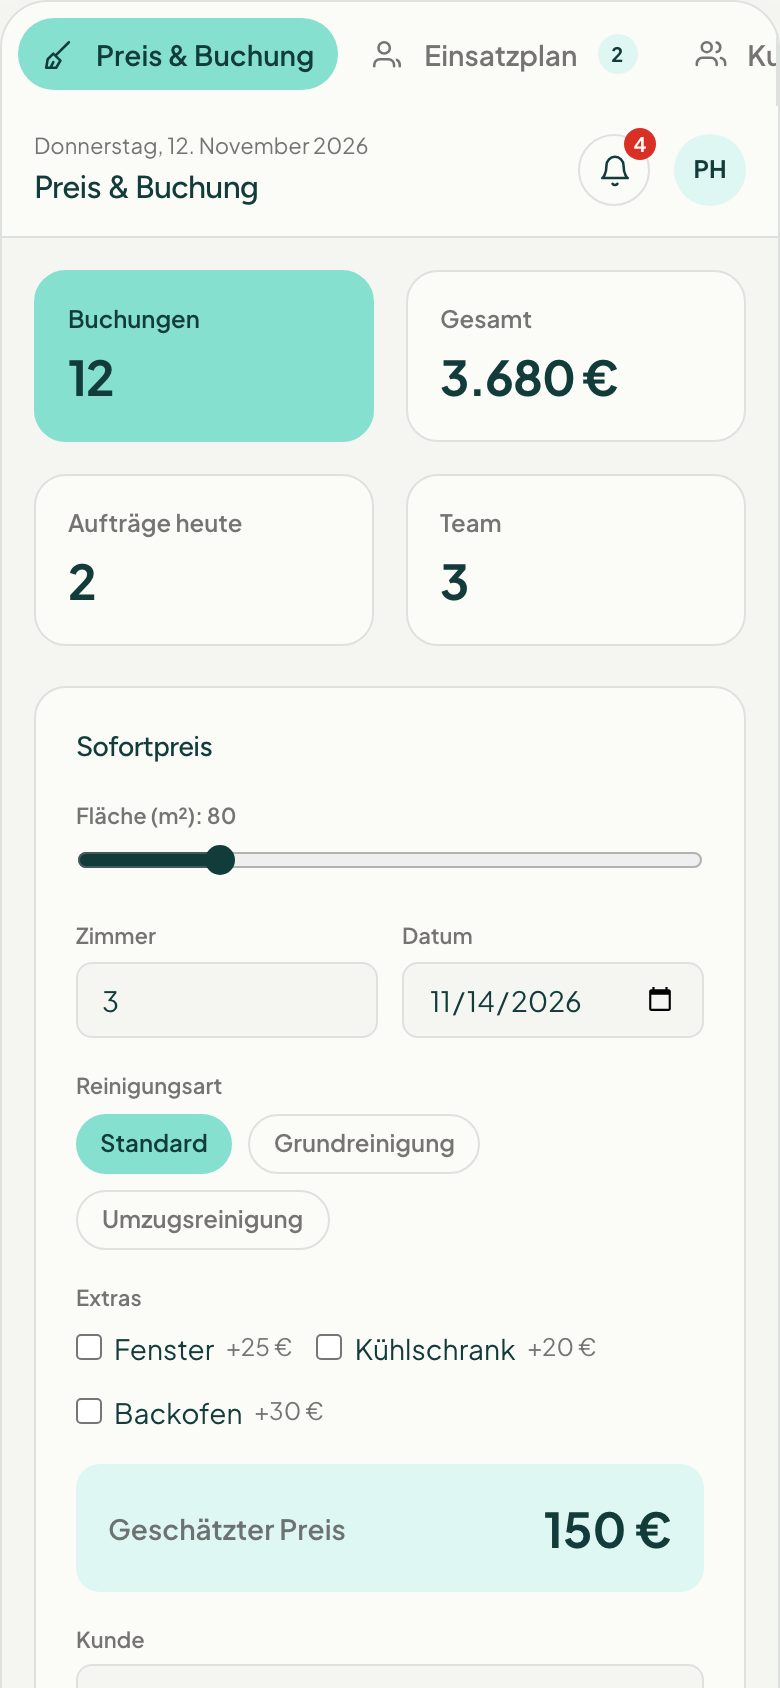 Preis & Buchung
Einsatzplan 2
Ku
Donnerstag, 12. November 2026
Preis & Buchung
4
PH
Buchungen
12
Gesamt
3.680 €
Aufträge heute
2
Team
3
Sofortpreis
Fläche (m²): 80
Zimmer
3
Datum
11/14/2026
Reinigungsart
Standard
Grundreinigung
Umzugsreinigung
Extras
Fenster +25 €
Kühlschrank +20 €
Backofen +30 €
Geschätzter Preis 150 €
Kunde